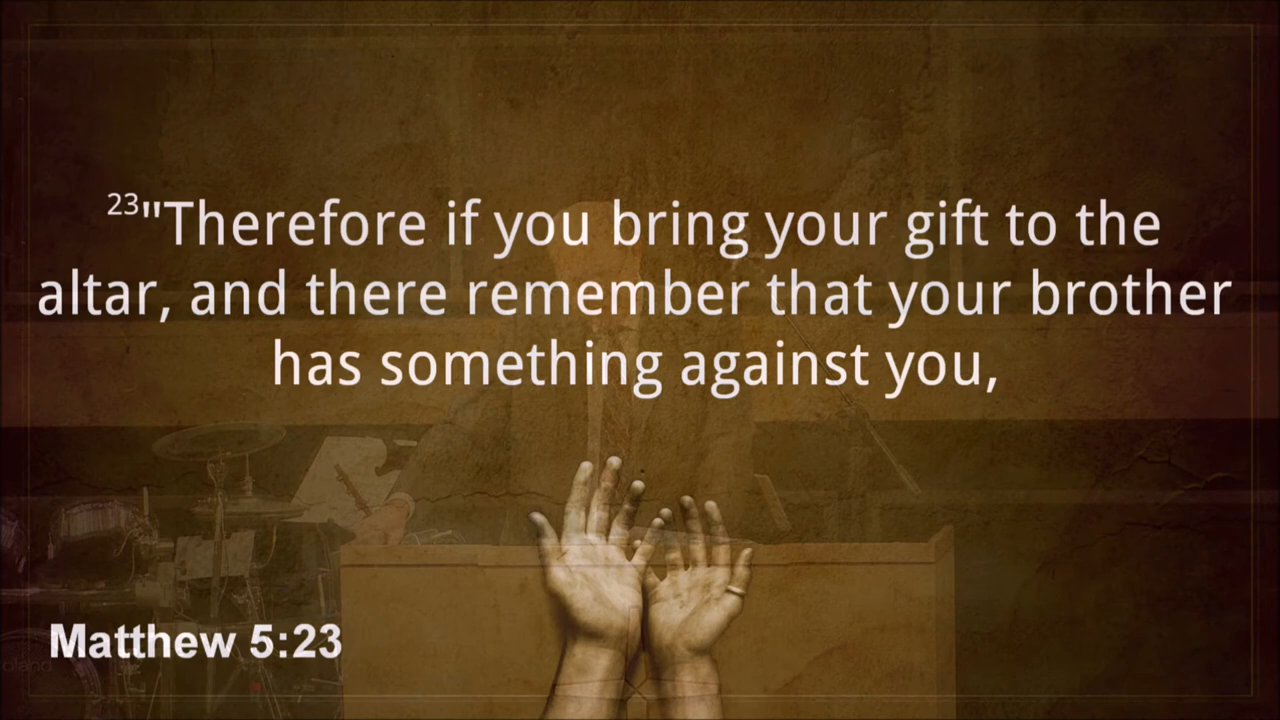 23"Therefore if you bring your gift to the
altar, and there remember that your brother
has something against you,
Matthew 5:23
oland